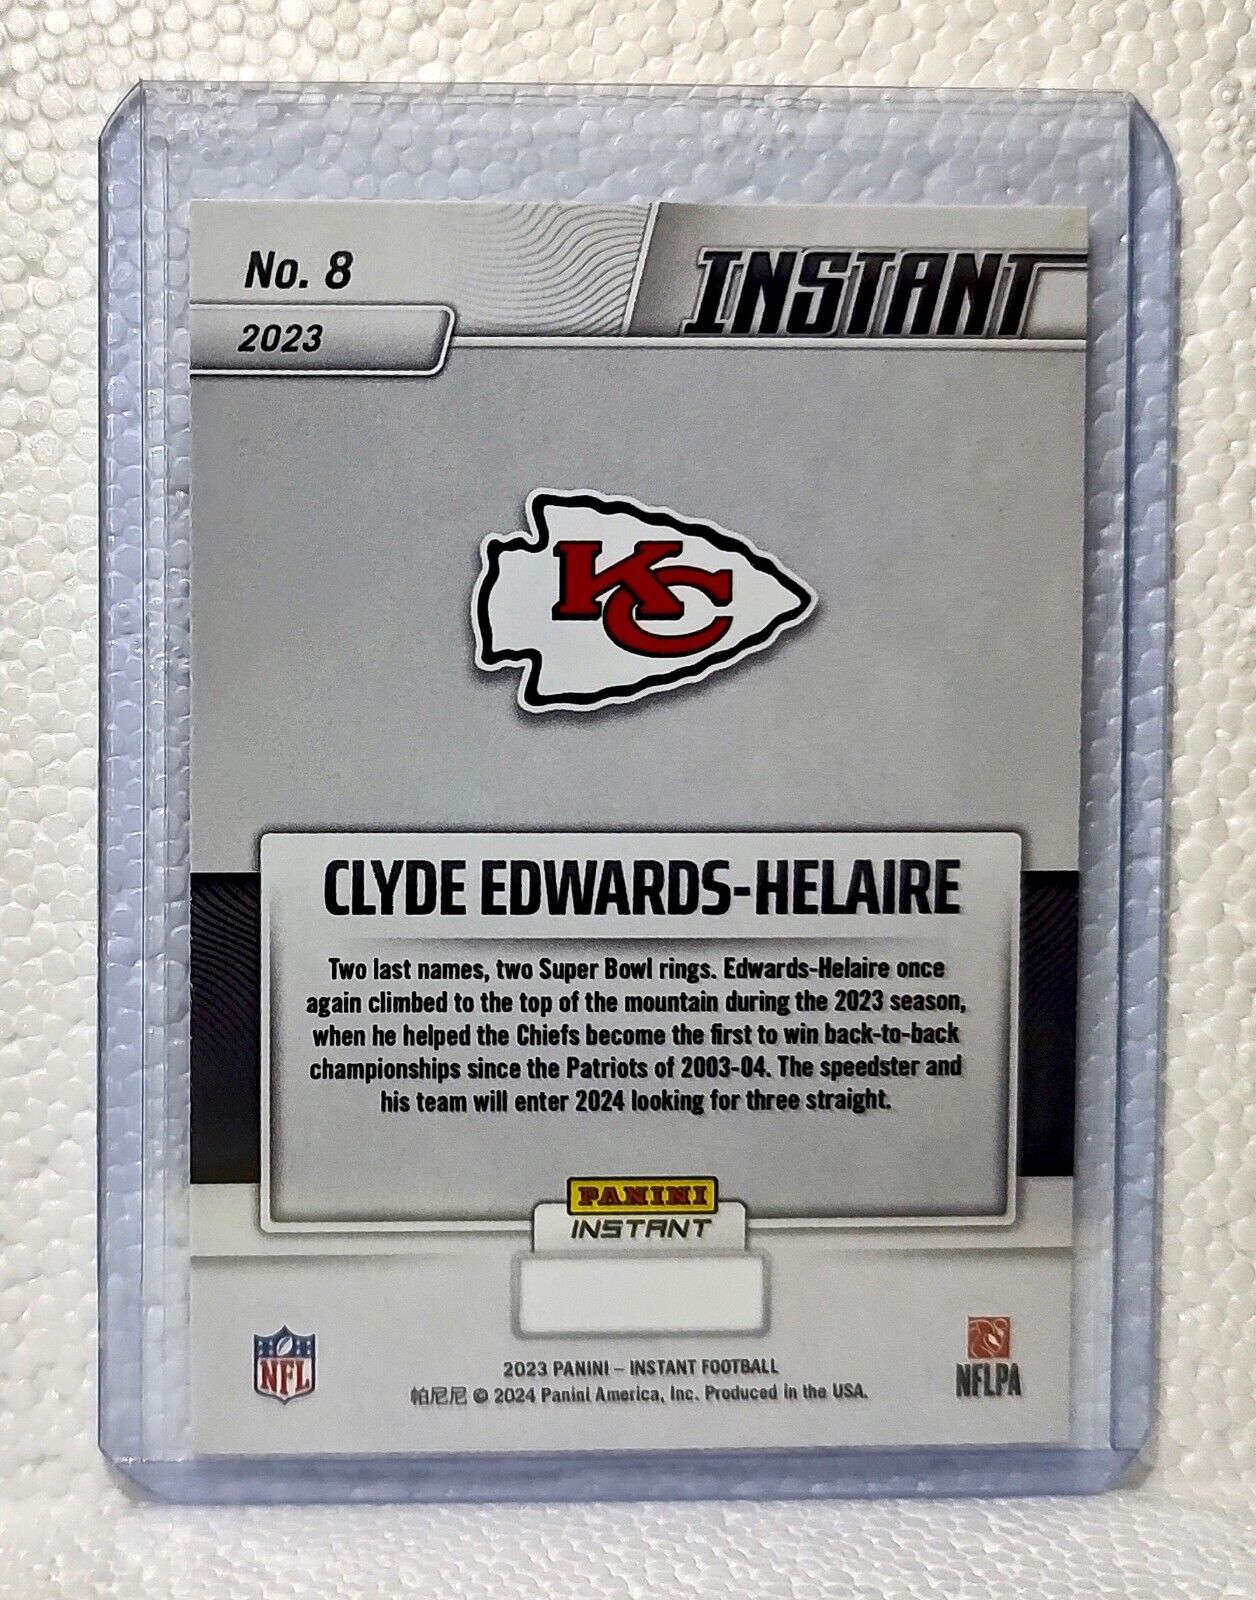 No. 8
INSTANT
2023
KC
CLYDE EDWARDS-HELAIRE
Two last names, two Super Bowl rings. Edwards-Helaire once
again climbed to the top of the mountain during the 2023 season,
when he helped the Chiefs become the first to win back-to-back
championships since the Patriots of 2003-04. The speedster and
his team will enter 2024 looking for three straight.
PANINI
INSTANT
NFL
2023 PANINI – INSTANT FOOTBALL
帕尼尼 © 2024 Panini America, Inc. Produced in the USA.
NFLPA